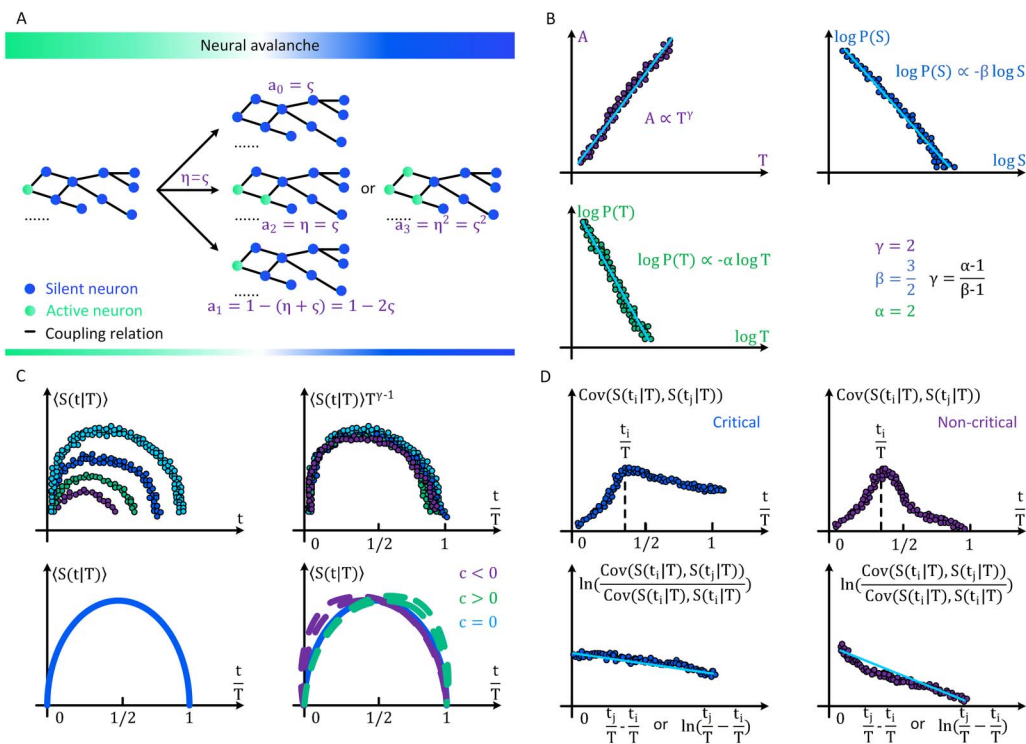 A
Neural avalanche
a₀ = ς
......
η=ς
or
......
......
......
a₂ = η = ς
a₃ = η² = ς²
......
a₁ = 1 − (η + ς) = 1 − 2ς
Silent neuron
Active neuron
Coupling relation
B
A
A ∝ Tᵞ
T
log P(S)
log P(S) ∝ -β log S
log S
log P(T)
log P(T) ∝ -α log T
log T
γ = 2
β = 3/2
α = 2
γ = α-1/β-1
C
⟨S(t|T)⟩
t
⟨S(t|T)⟩Tᵞ⁻¹
t/T
0 1/2 1
⟨S(t|T)⟩
t/T
0 1/2 1
⟨S(t|T)⟩
c < 0
c > 0
c = 0
t/T
0 1/2 1
D
Cov(S(tᵢ|T), S(tⱼ|T))
Critical
tᵢ/T
t/T
0 1/2 1
Cov(S(tᵢ|T), S(tⱼ|T))
Non-critical
tᵢ/T
t/T
0 1/2 1
ln(Cov(S(tᵢ|T), S(tⱼ|T))/Cov(S(tᵢ|T), S(tᵢ|T))
0 tⱼ/T - tᵢ/T or ln(tⱼ/T − tᵢ/T)
ln(Cov(S(tᵢ|T), S(tⱼ|T))/Cov(S(tᵢ|T), S(tᵢ|T))
0 tⱼ/T - tᵢ/T or ln(tⱼ/T − tᵢ/T)